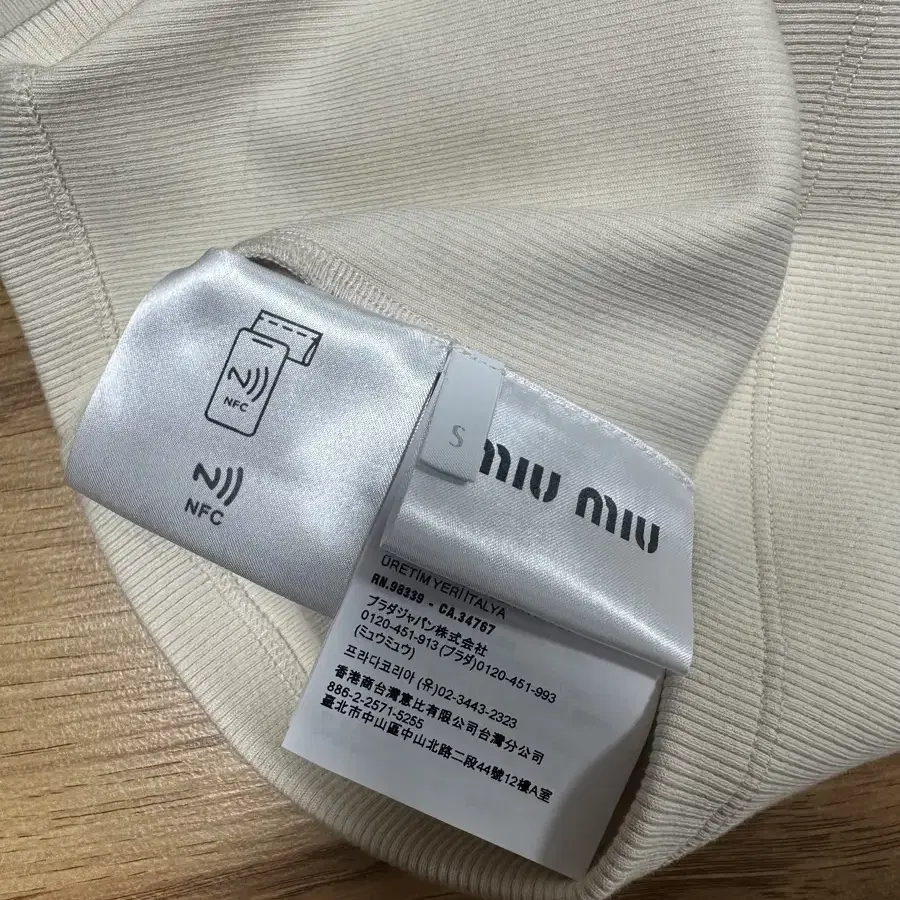 NFC
NFC
S
MIU MIU
ÜRETİM YERİ İTALYA
RN.98339 - CA.34767
プラダジャパン株式会社
0120-451-913 (プラダ)0120-451-993
(ミュウミュウ)
프라다코리아 (유)02-3443-2323
香港商台灣意比有限公司台灣分公司
886-2-2571-5255
臺北市中山區中山北路二段44號12樓A室